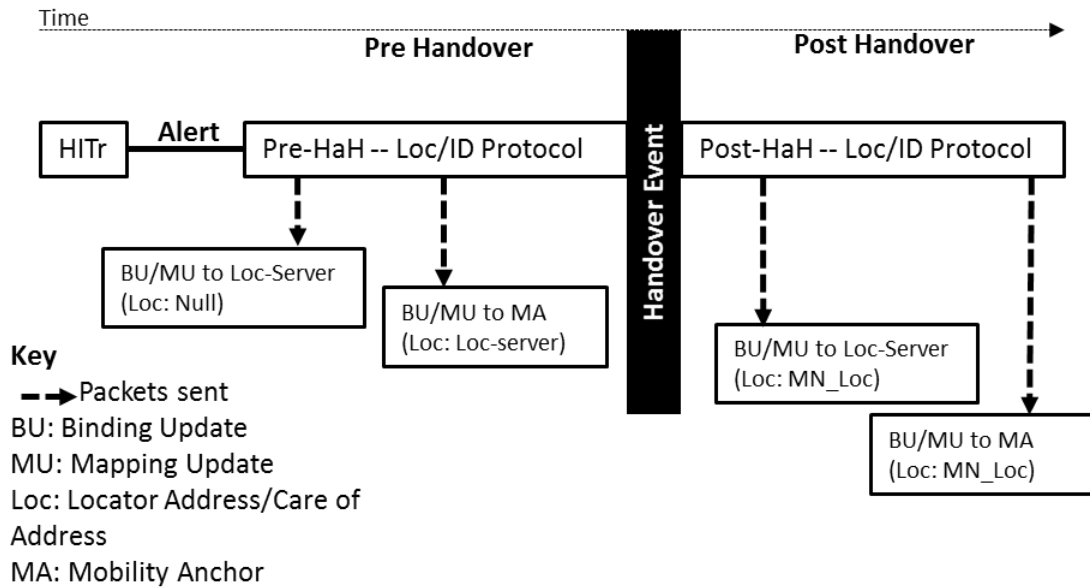 Time
Pre Handover
Post Handover
HITr
Alert
Pre-HaH -- Loc/ID Protocol
Handover Event
Post-HaH -- Loc/ID Protocol
BU/MU to Loc-Server
(Loc: Null)
BU/MU to MA
(Loc: Loc-server)
BU/MU to Loc-Server
(Loc: MN_Loc)
BU/MU to MA
(Loc: MN_Loc)
Key
Packets sent
BU: Binding Update
MU: Mapping Update
Loc: Locator Address/Care of
Address
MA: Mobility Anchor